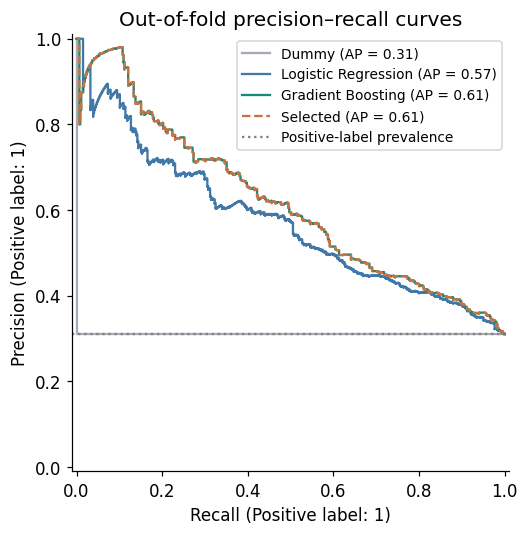 Out-of-fold precision–recall curves
1.0
0.8
0.6
0.4
0.2
0.0
Precision (Positive label: 1)
Dummy (AP = 0.31)
Logistic Regression (AP = 0.57)
Gradient Boosting (AP = 0.61)
Selected (AP = 0.61)
Positive-label prevalence
0.0 0.2 0.4 0.6 0.8 1.0
Recall (Positive label: 1)